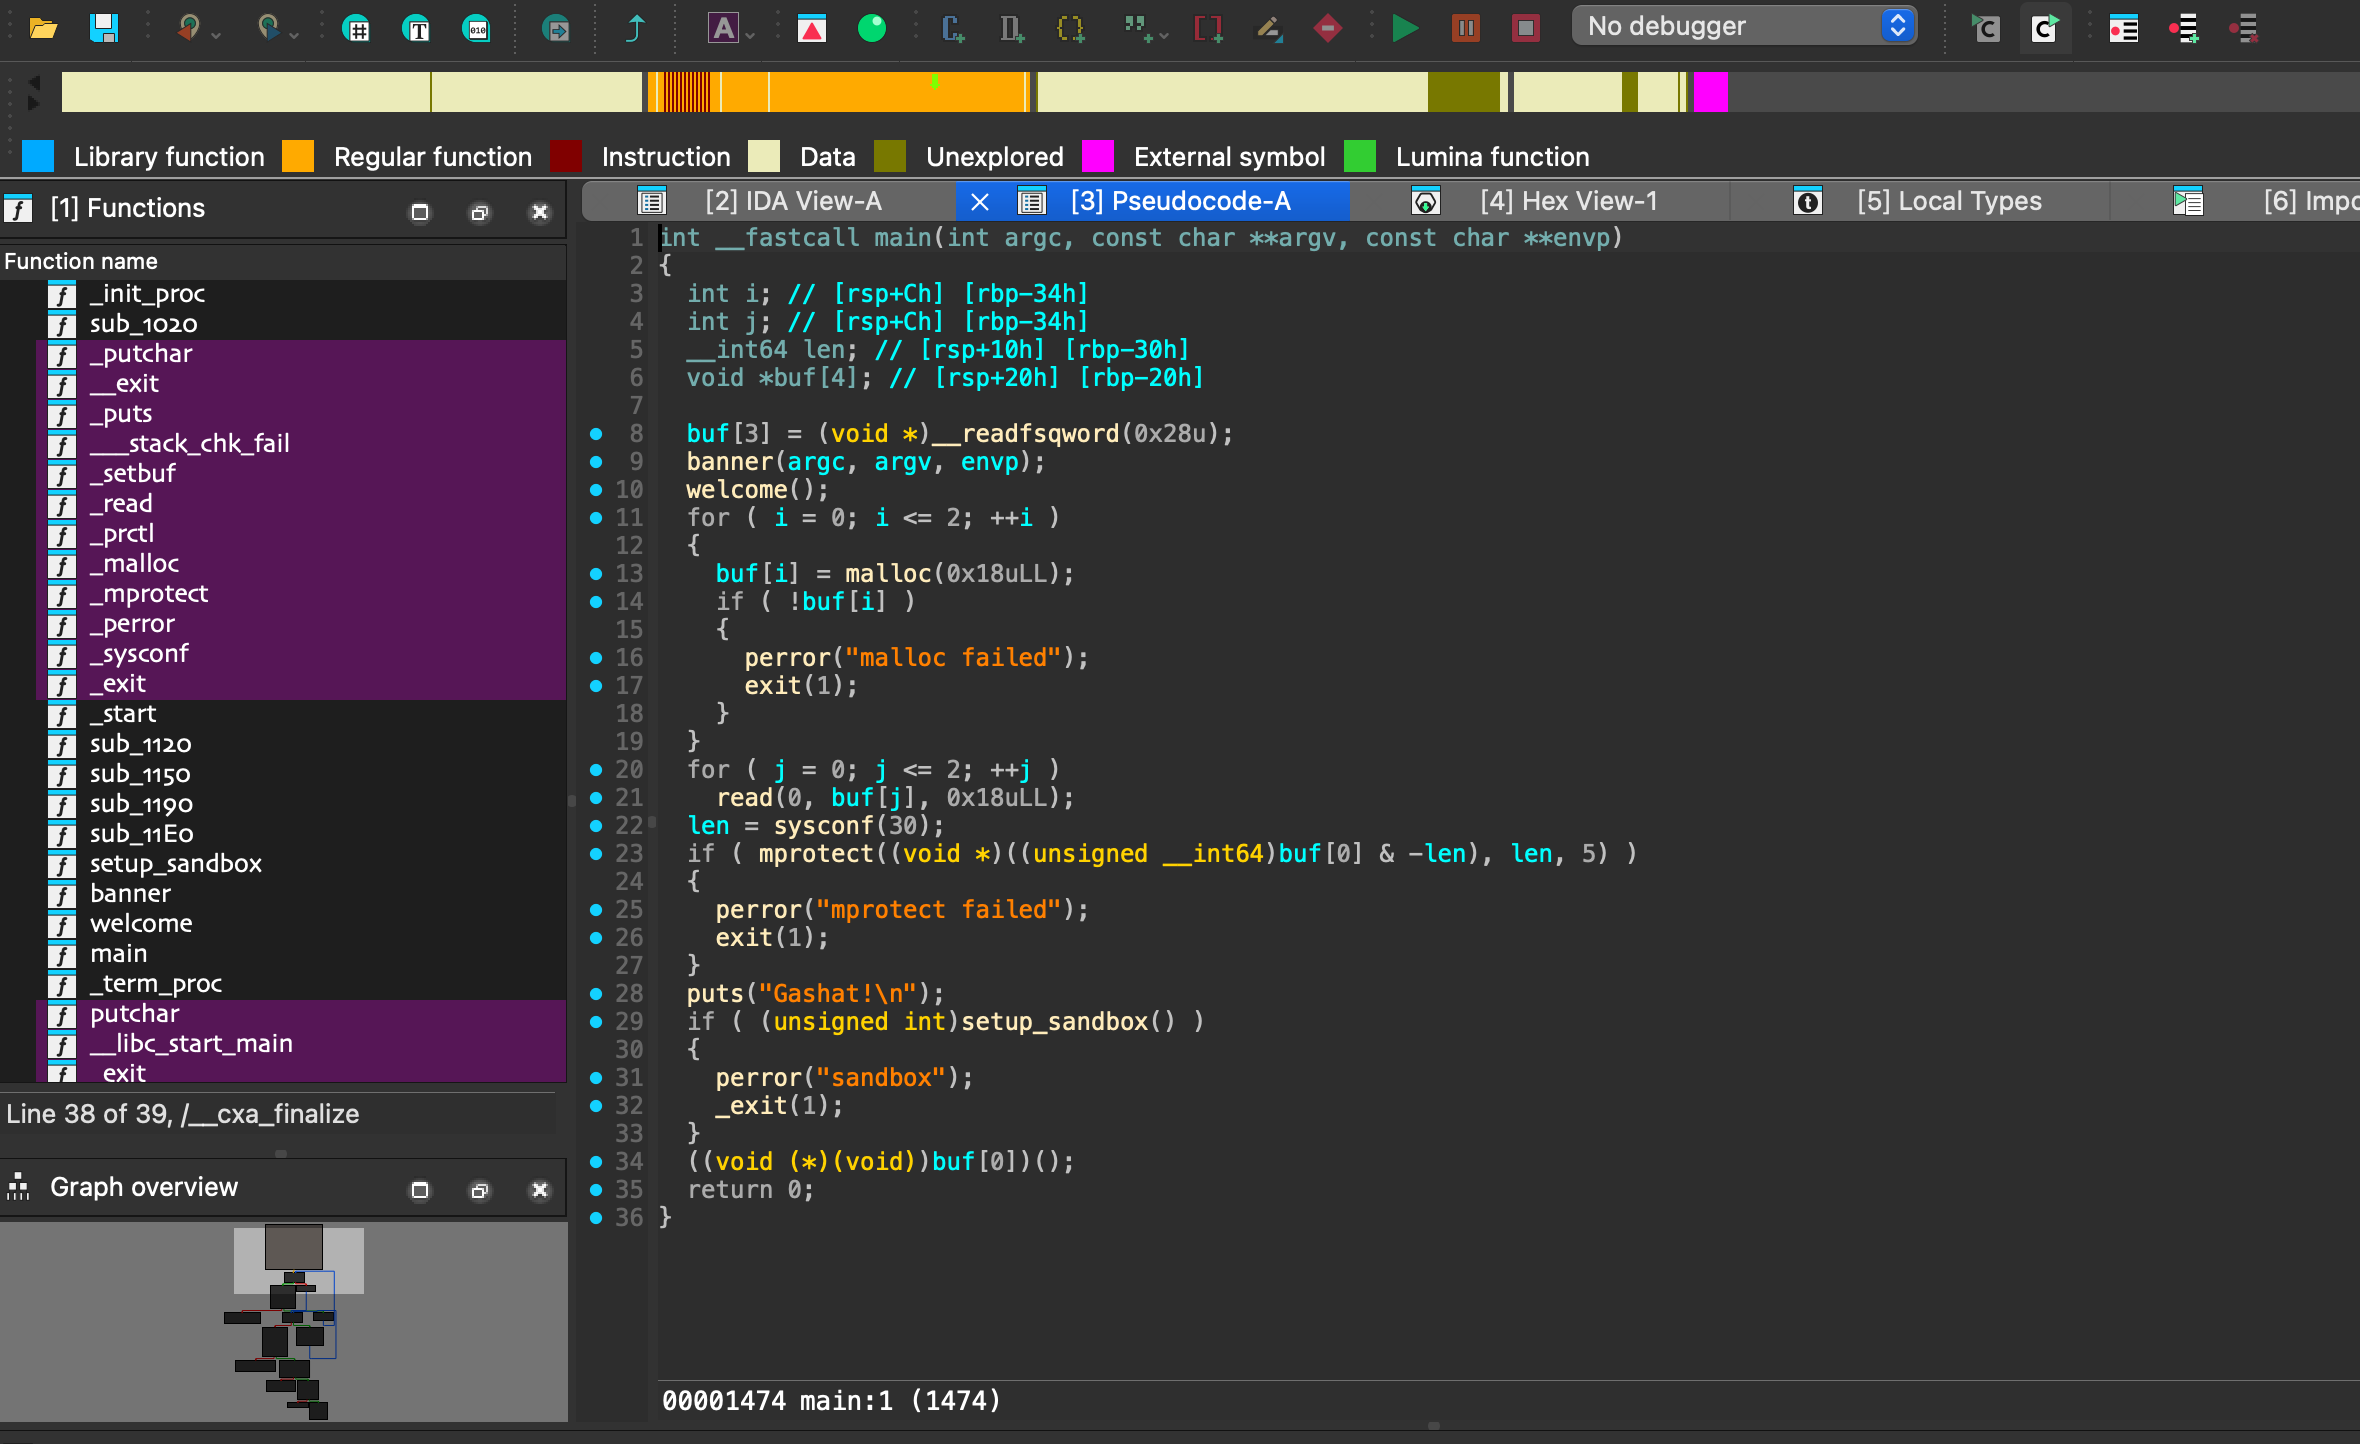 No debugger
Library function Regular function Instruction Data Unexplored External symbol Lumina function
[1] Functions
Function name
_init_proc
sub_1020
_putchar
__exit
_puts
___stack_chk_fail
_setbuf
_read
_prctl
_malloc
_mprotect
_perror
_sysconf
_exit
_start
sub_1120
sub_1150
sub_1190
sub_11E0
setup_sandbox
banner
welcome
main
_term_proc
putchar
__libc_start_main
_exit
Line 38 of 39, /__cxa_finalize
Graph overview
[2] IDA View-A [3] Pseudocode-A [4] Hex View-1 [5] Local Types [6] Impo
1 int __fastcall main(int argc, const char **argv, const char **envp)
2 {
3 int i; // [rsp+Ch] [rbp-34h]
4 int j; // [rsp+Ch] [rbp-34h]
5 __int64 len; // [rsp+10h] [rbp-30h]
6 void *buf[4]; // [rsp+20h] [rbp-20h]
7
8 buf[3] = (void *)__readfsqword(0x28u);
9 banner(argc, argv, envp);
10 welcome();
11 for ( i = 0; i <= 2; ++i )
12 {
13 buf[i] = malloc(0x18uLL);
14 if ( !buf[i] )
15 {
16 perror("malloc failed");
17 exit(1);
18 }
19 }
20 for ( j = 0; j <= 2; ++j )
21 read(0, buf[j], 0x18uLL);
22 len = sysconf(30);
23 if ( mprotect((void *)((unsigned __int64)buf[0] & -len), len, 5) )
24 {
25 perror("mprotect failed");
26 exit(1);
27 }
28 puts("Gashat!\n");
29 if ( (unsigned int)setup_sandbox() )
30 {
31 perror("sandbox");
32 _exit(1);
33 }
34 ((void (*)(void))buf[0])();
35 return 0;
36 }
00001474 main:1 (1474)